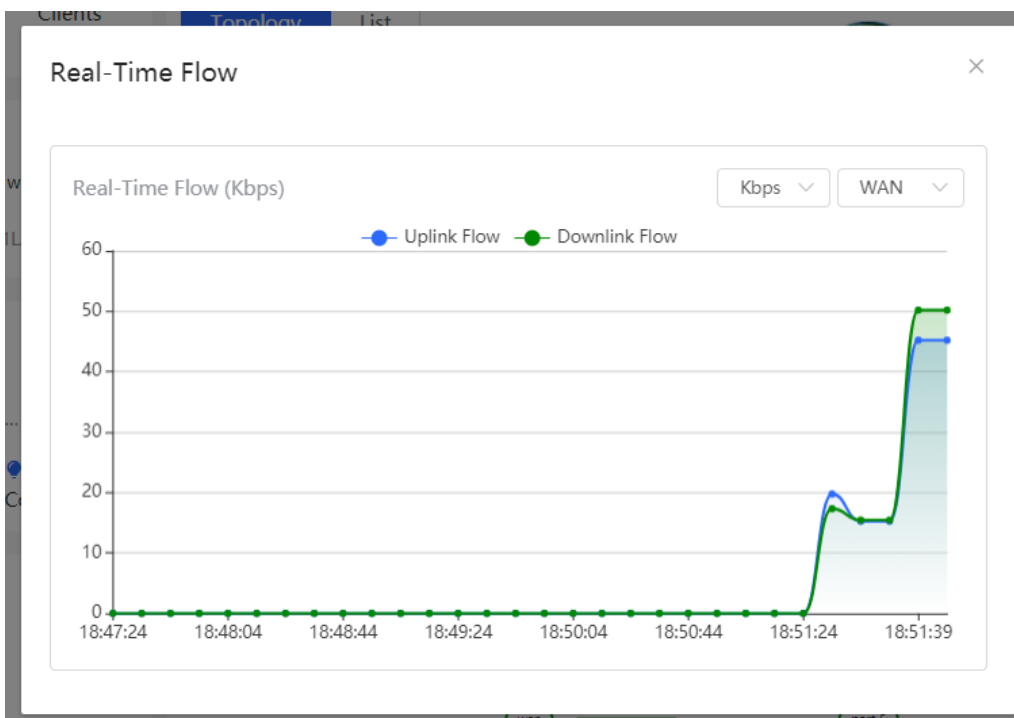 Clients
Topology List
Real-Time Flow
Real-Time Flow (Kbps)
Kbps
WAN
Uplink Flow
Downlink Flow
60
50
40
30
20
10
0
18:47:24 18:48:04 18:48:44 18:49:24 18:50:04 18:50:44 18:51:24 18:51:39